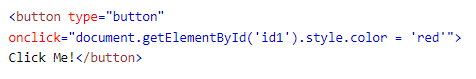 <button type="button"
onclick="document.getElementById('id1').style.color = 'red'">
Click Me!</button>